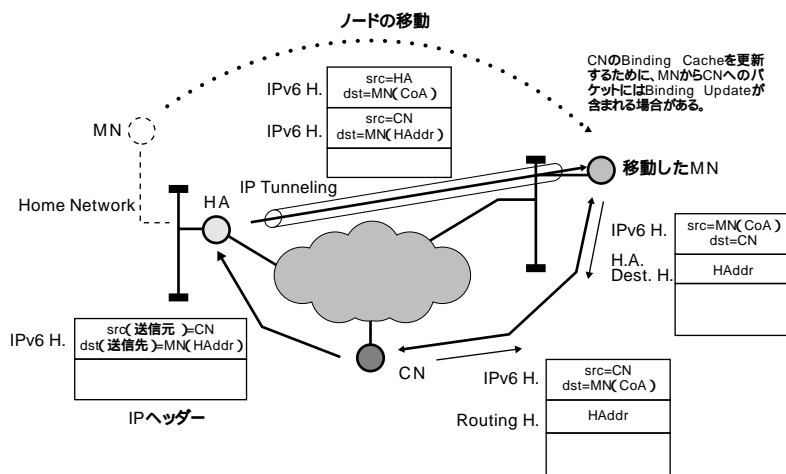 ノードの移動
CNのBinding Cacheを更新
するために、MNからCNへのパ
ケットにはBinding Updateが
含まれる場合がある。
IPv6 H.
src=HA
dst=MN(CoA)
IPv6 H.
src=CN
dst=MN(HAddr)
MN
移動したMN
IP Tunneling
HA
Home Network
IPv6 H.
src=MN(CoA)
dst=CN
H.A.
Dest. H.
HAddr
IPv6 H.
src(送信元)=CN
dst(送信先)=MN(HAddr)
IPヘッダー
CN
IPv6 H.
src=CN
dst=MN(CoA)
Routing H.
HAddr